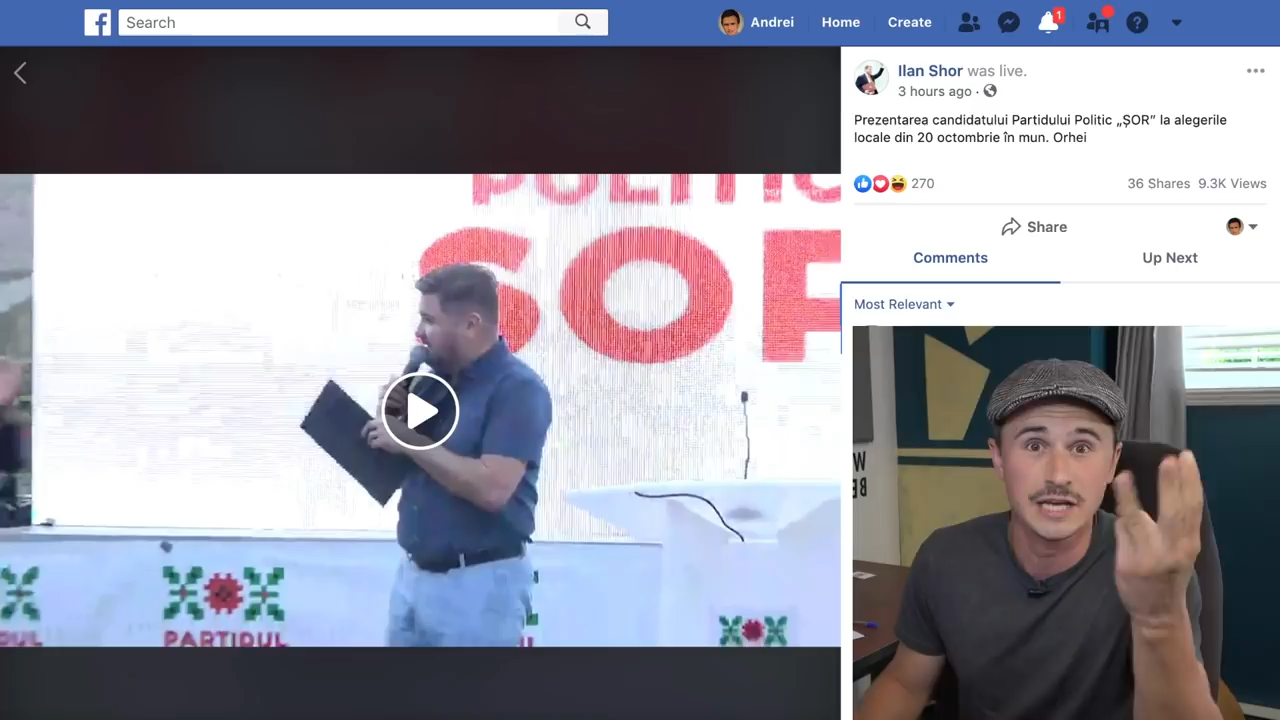 Search
Andrei
Home
Create
1
Ilan Shor was live.
3 hours ago ·
Prezentarea candidatului Partidului Politic „ȘOR” la alegerile
locale din 20 octombrie în mun. Orhei
270
36 Shares 9.3K Views
Share
Comments
Up Next
Most Relevant
POLITIC
ȘOR
PARTIDUL
W
BE